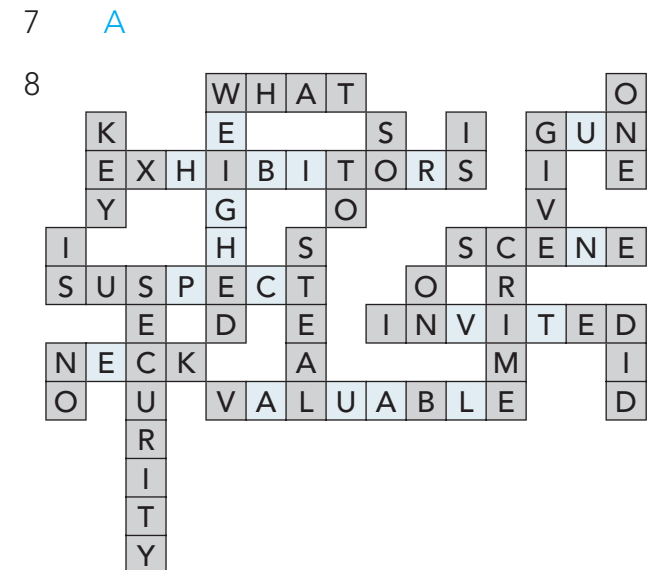 7 A
8
W H A T O
K E S I G U N
E X H I B I T O R S I E
Y G O V
I H S S C E N E
S U S P E C T O R
E D E I N V I T E D
N E C K A M I
O U V A L U A B L E D
R
I
T
Y